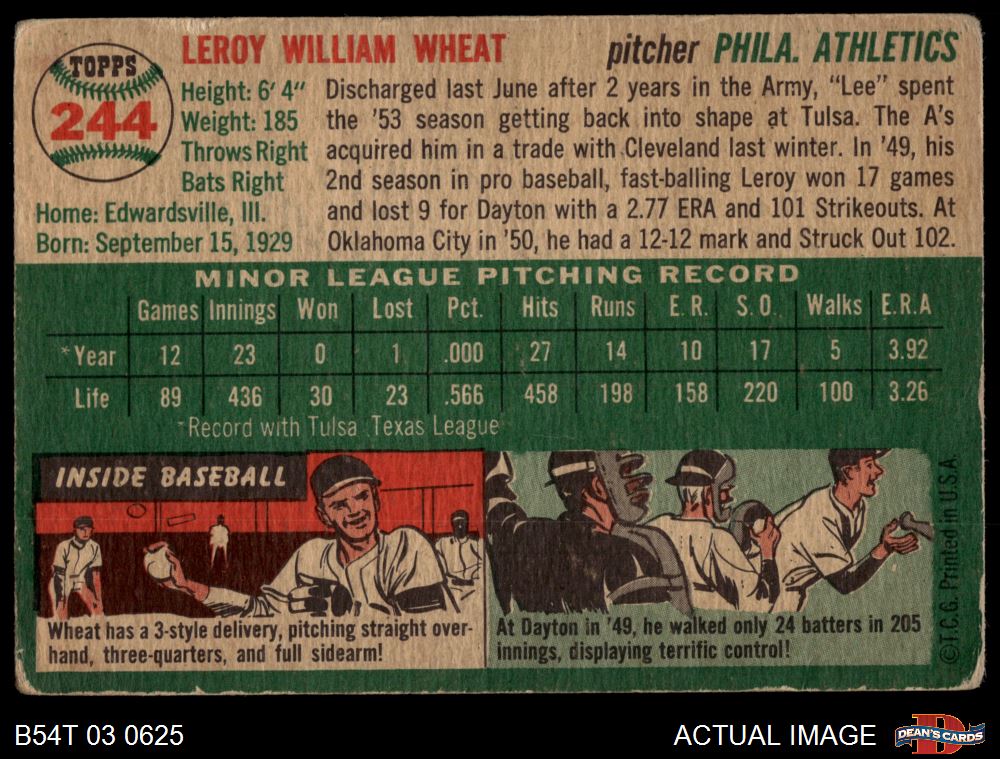 TOPPS
244
LEROY WILLIAM WHEAT
pitcher PHILA. ATHLETICS
Height: 6' 4"
Weight: 185
Throws Right
Bats Right
Home: Edwardsville, Ill.
Born: September 15, 1929
Discharged last June after 2 years in the Army, "Lee" spent
the '53 season getting back into shape at Tulsa. The A's
acquired him in a trade with Cleveland last winter. In '49, his
2nd season in pro baseball, fast-balling Leroy won 17 games
and lost 9 for Dayton with a 2.77 ERA and 101 Strikeouts. At
Oklahoma City in '50, he had a 12-12 mark and Struck Out 102.
MINOR LEAGUE PITCHING RECORD
Games Innings Won Lost Pct. Hits Runs E. R. S. O. Walks E.R.A
*Year 12 23 0 1 .000 27 14 10 17 5 3.92
Life 89 436 30 23 .566 458 198 158 220 100 3.26
*Record with Tulsa Texas League
INSIDE BASEBALL
Wheat has a 3-style delivery, pitching straight over-
hand, three-quarters, and full sidearm!
At Dayton in '49, he walked only 24 batters in 205
innings, displaying terrific control!
©T.C.G. Printed in U.S.A.
B54T 03 0625
ACTUAL IMAGE
D
DEAN'S CARDS